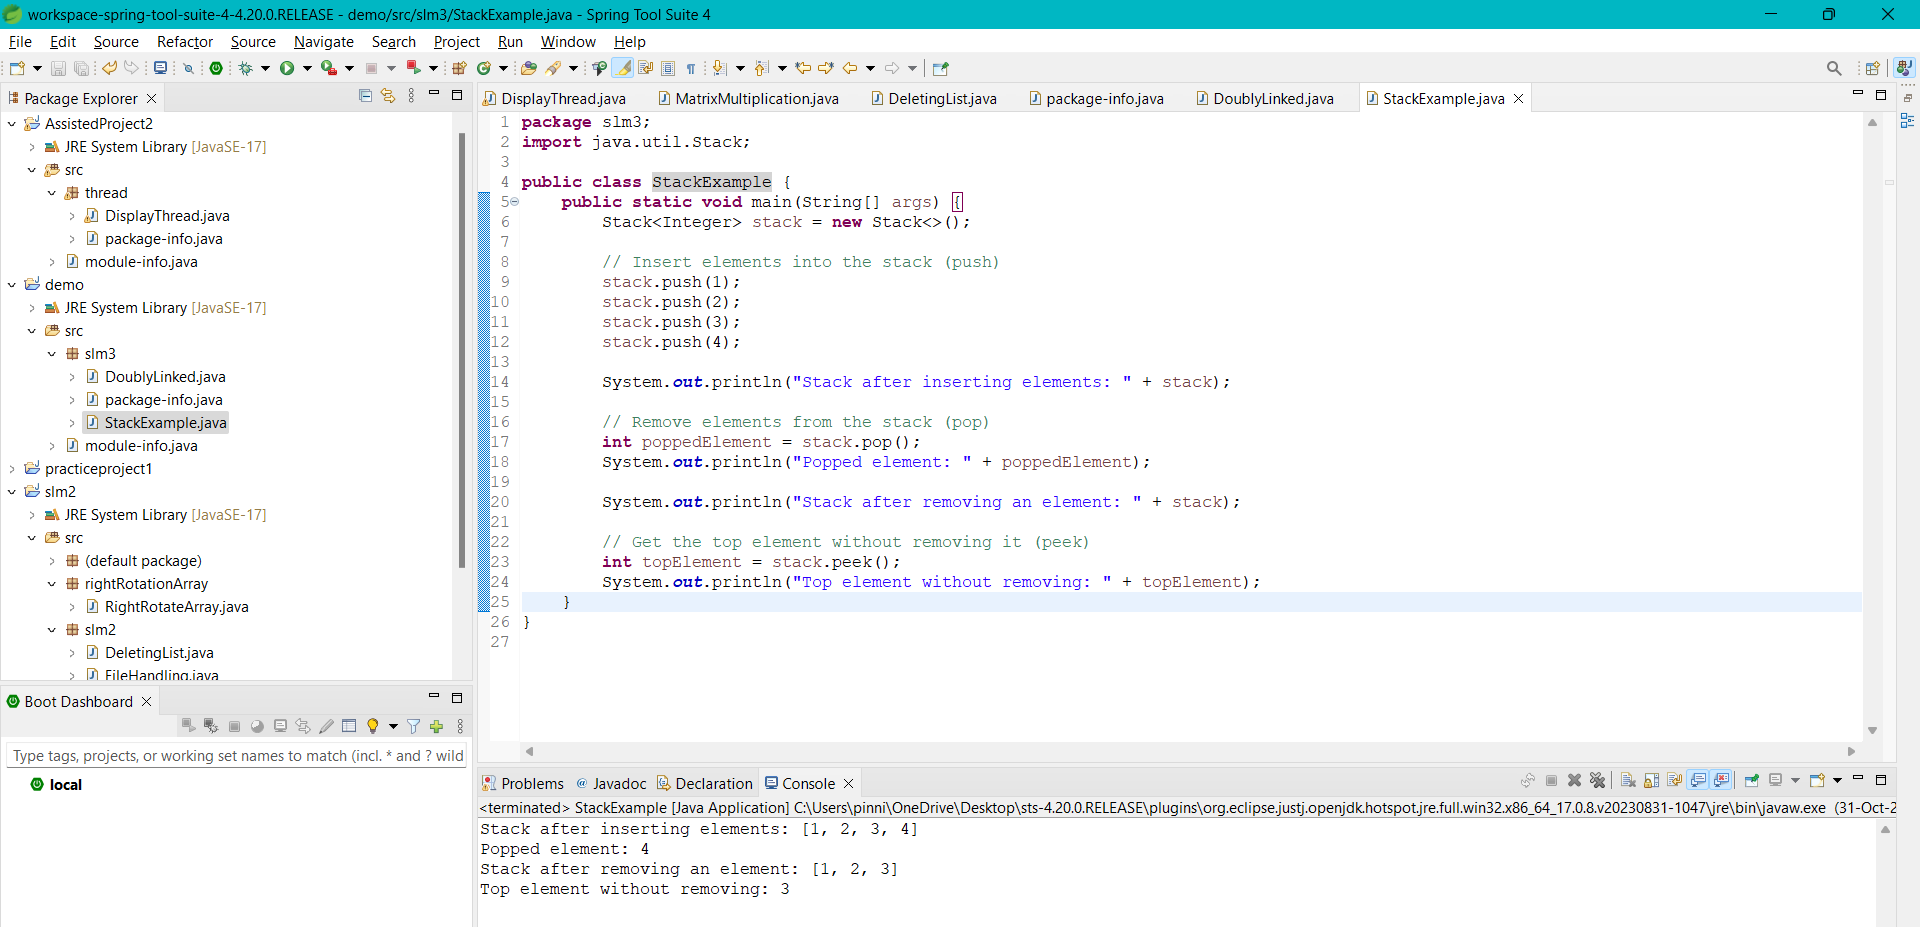 workspace-spring-tool-suite-4-4.20.0.RELEASE - demo/src/slm3/StackExample.java - Spring Tool Suite 4
File Edit Source Refactor Source Navigate Search Project Run Window Help
Package Explorer
AssistedProject2
JRE System Library [JavaSE-17]
src
thread
DisplayThread.java
package-info.java
module-info.java
demo
JRE System Library [JavaSE-17]
src
slm3
DoublyLinked.java
package-info.java
StackExample.java
module-info.java
practiceproject1
slm2
JRE System Library [JavaSE-17]
src
(default package)
rightRotationArray
RightRotateArray.java
slm2
DeletingList.java
FileHandling.java
Boot Dashboard
Type tags, projects, or working set names to match (incl. * and ? wild
local
DisplayThread.java MatrixMultiplication.java DeletingList.java package-info.java DoublyLinked.java StackExample.java
1 package slm3;
2 import java.util.Stack;
3
4 public class StackExample {
5 public static void main(String[] args) {
6 Stack<Integer> stack = new Stack<>();
7
8 // Insert elements into the stack (push)
9 stack.push(1);
10 stack.push(2);
11 stack.push(3);
12 stack.push(4);
13
14 System.out.println("Stack after inserting elements: " + stack);
15
16 // Remove elements from the stack (pop)
17 int poppedElement = stack.pop();
18 System.out.println("Popped element: " + poppedElement);
19
20 System.out.println("Stack after removing an element: " + stack);
21
22 // Get the top element without removing it (peek)
23 int topElement = stack.peek();
24 System.out.println("Top element without removing: " + topElement);
25 }
26 }
27
Problems Javadoc Declaration Console
<terminated> StackExample [Java Application] C:\Users\pinni\OneDrive\Desktop\sts-4.20.0.RELEASE\plugins\org.eclipse.justj.openjdk.hotspot.jre.full.win32.x86_64_17.0.8.v20230831-1047\jre\bin\javaw.exe (31-Oct-2
Stack after inserting elements: [1, 2, 3, 4]
Popped element: 4
Stack after removing an element: [1, 2, 3]
Top element without removing: 3